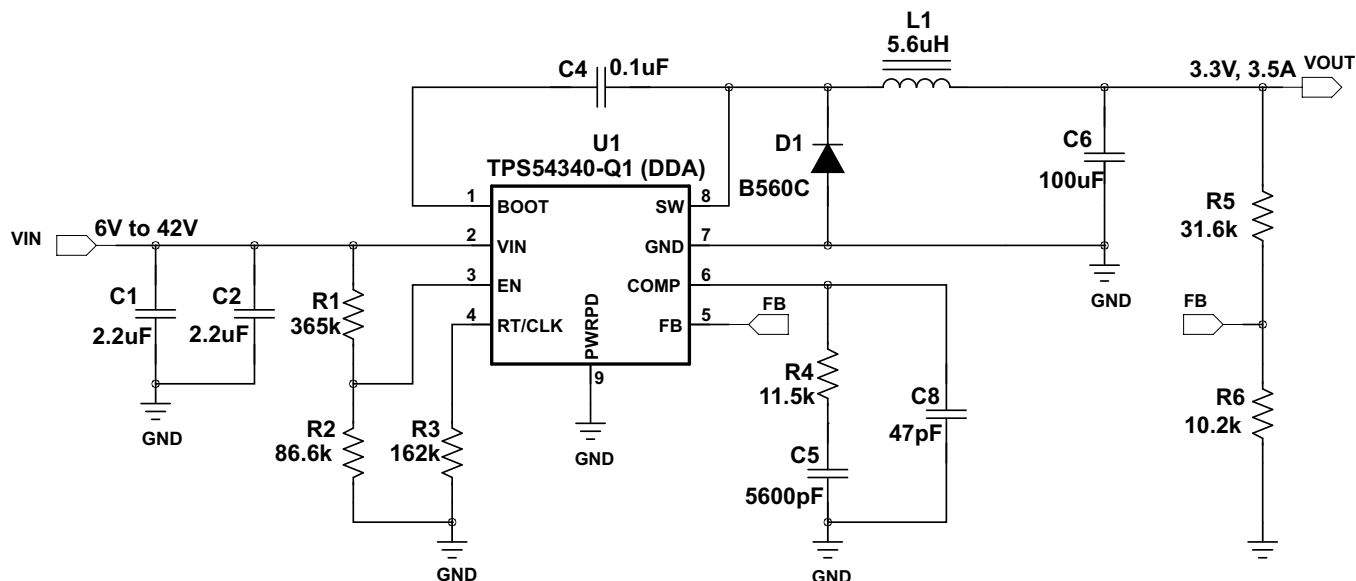 L1
5.6uH
C4
0.1uF
3.3V, 3.5A
VOUT
U1
TPS54340-Q1 (DDA)
D1
B560C
C6
100uF
1
BOOT
SW
8
R5
31.6k
VIN
6V to 42V
2
VIN
GND
7
3
EN
COMP
6
GND
C1
2.2uF
C2
2.2uF
R1
365k
4
RT/CLK
FB
5
FB
FB
PWRPD
9
R4
11.5k
C8
47pF
R6
10.2k
GND
R2
86.6k
R3
162k
GND
C5
5600pF
GND
GND